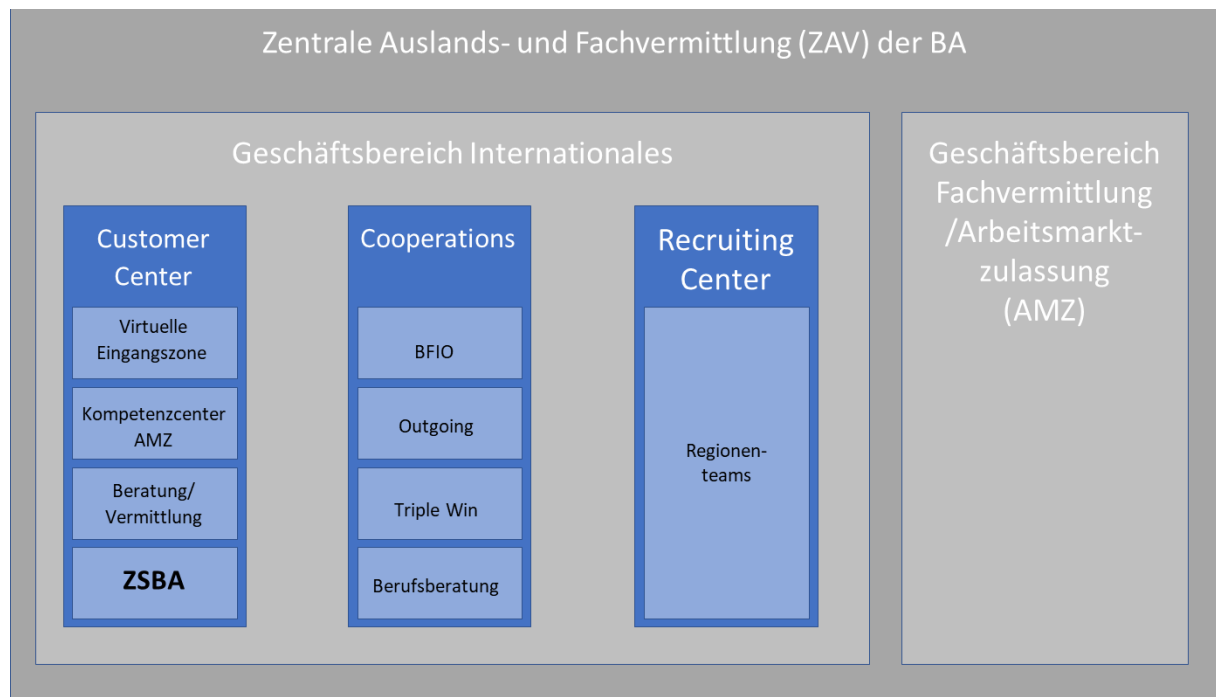 Zentrale Auslands- und Fachvermittlung (ZAV) der BA
Geschäftsbereich Internationales
Customer
Center
Virtuelle
Eingangszone
Kompetenzcenter
AMZ
Beratung/
Vermittlung
ZSBA
Cooperations
BFIO
Outgoing
Triple Win
Berufsberatung
Recruiting
Center
Regionen-
teams
Geschäftsbereich
Fachvermittlung
/Arbeitsmarkt-
zulassung
(AMZ)